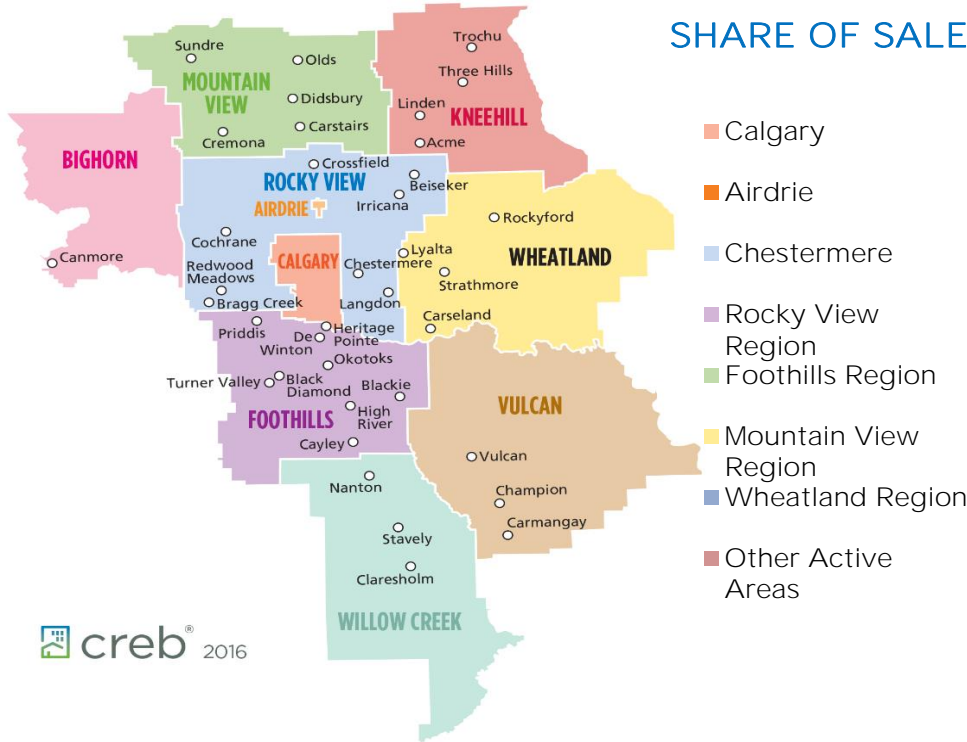 SHARE OF SALE
Sundre
Olds
MOUNTAIN
VIEW
Didsbury
Cremona
Carstairs
Trochu
Three Hills
Linden
KNEEHILL
Acme
BIGHORN
Canmore
Crossfield
ROCKY VIEW
Beiseker
AIRDRIE
Irricana
Cochrane
CALGARY
Chestermere
Redwood
Meadows
Bragg Creek
Langdon
Rockyford
Lyalta
WHEATLAND
Strathmore
Carseland
Priddis
De
Winton
Heritage
Pointe
Okotoks
Turner Valley
Black
Diamond
Blackie
FOOTHILLS
High
River
Cayley
VULCAN
Vulcan
Champion
Carmangay
Nanton
Stavely
Claresholm
WILLOW CREEK
Calgary
Airdrie
Chestermere
Rocky View
Region
Foothills Region
Mountain View
Region
Wheatland Region
Other Active
Areas
creb® 2016